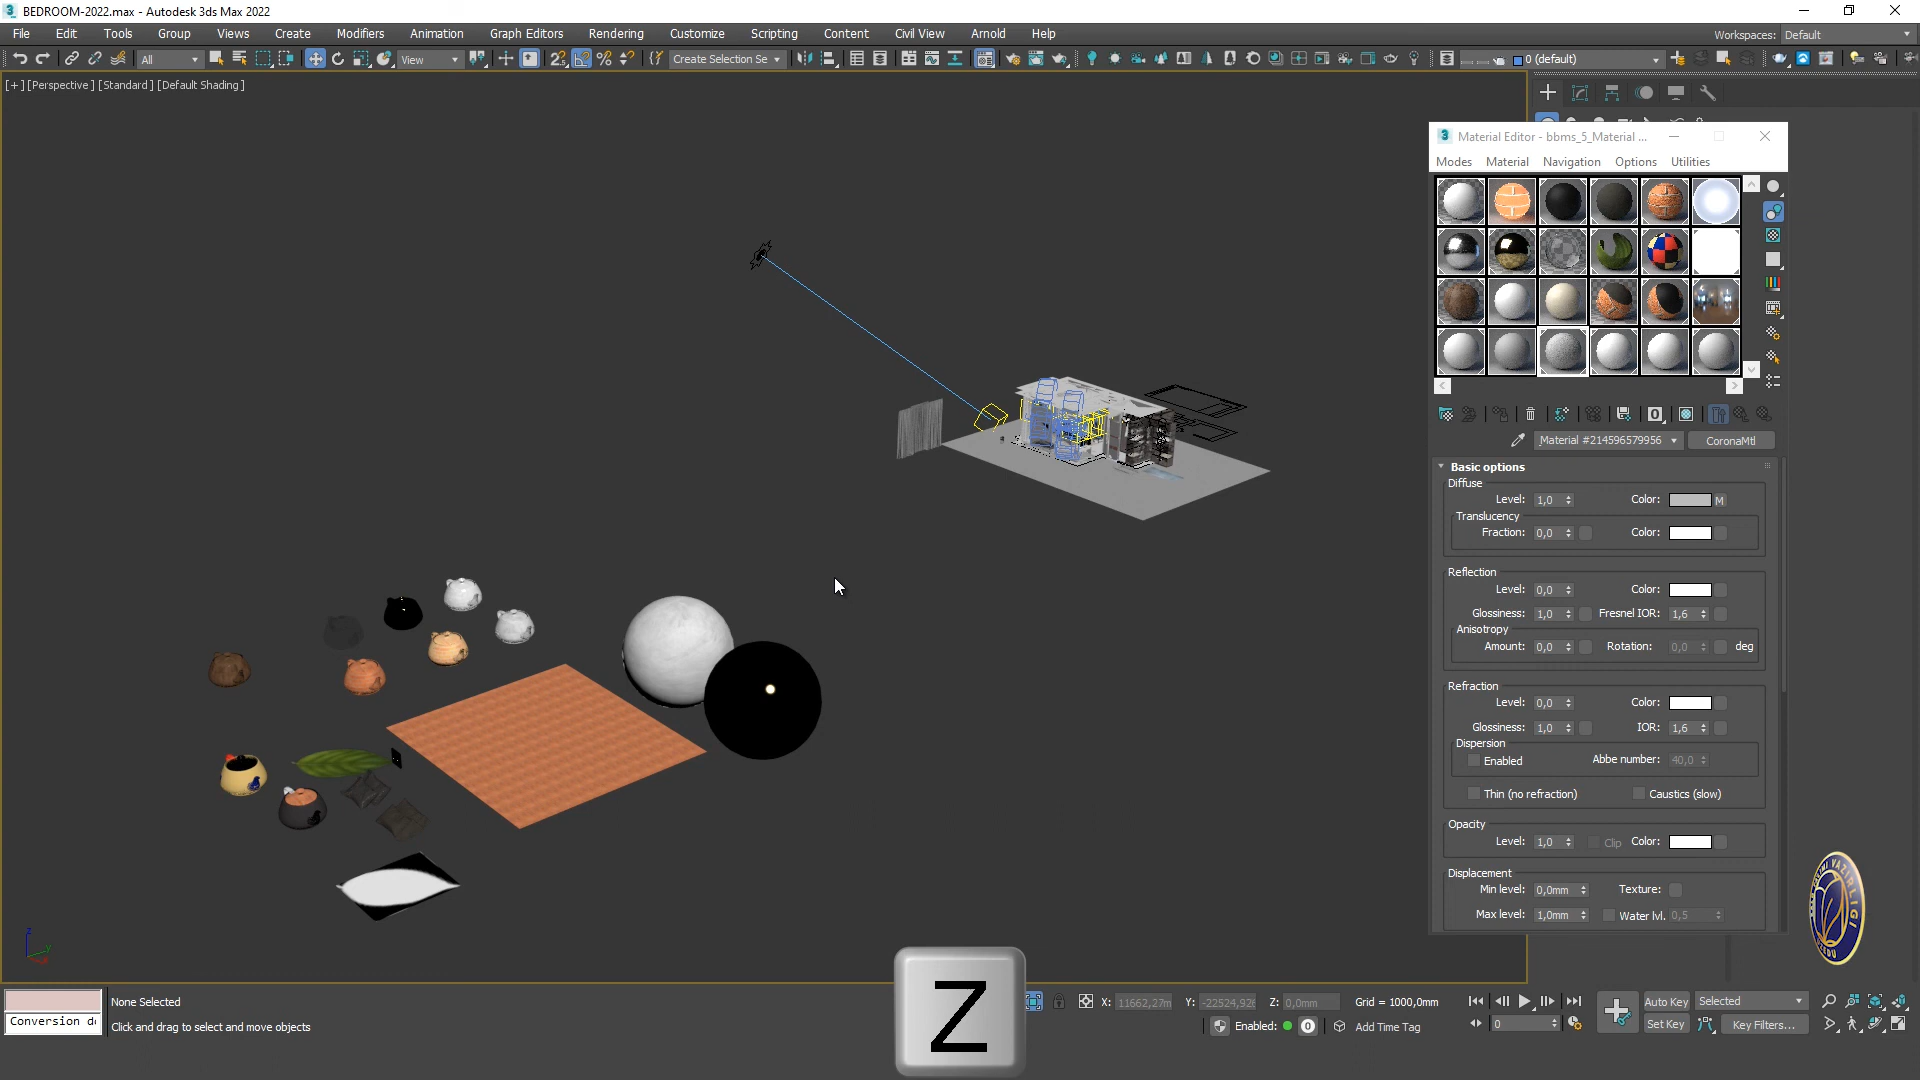 BEDROOM-2022.max - Autodesk 3ds Max 2022
File Edit Tools Group Views Create Modifiers Animation Graph Editors Rendering Customize Scripting Content Civil View Arnold Help
Workspaces: Default
All View Create Selection Se 0 (default)
[+] [Perspective ] [Standard ] [Default Shading ]
Material Editor - bbms_5_Material ...
Modes Material Navigation Options Utilities
Material #214596579956 CoronaMtl
Basic options
Diffuse
Level: 1,0 Color: M
Translucency
Fraction: 0,0 Color:
Reflection
Level: 0,0 Color:
Glossiness: 1,0 Fresnel IOR: 1,6
Anisotropy
Amount: 0,0 Rotation: 0,0 deg
Refraction
Level: 0,0 Color:
Glossiness: 1,0 IOR: 1,6
Dispersion
Enabled Abbe number: 40,0
Thin (no refraction) Caustics (slow)
Opacity
Level: 1,0 Clip Color:
Displacement
Min level: 0,0mm Texture:
Max level: 1,0mm Water lvl. 0,5
Z
None Selected
Conversion d
Click and drag to select and move objects
X: 11662,27m Y: -22524,926 Z: 0,0mm Grid = 1000,0mm
Enabled: 0 Add Time Tag
0
Auto Key Selected
Set Key Key Filters...